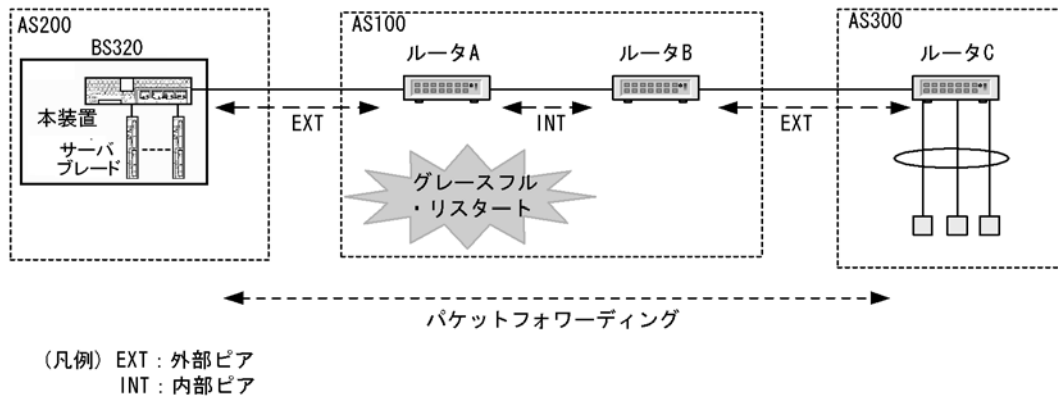 AS200
BS320
本装置
サーバ
ブレード
EXT
AS100
ルータA
ルータB
INT
グレースフル
・リスタート
EXT
AS300
ルータC
パケットフォワーディング
(凡例) EXT:外部ピア
INT:内部ピア